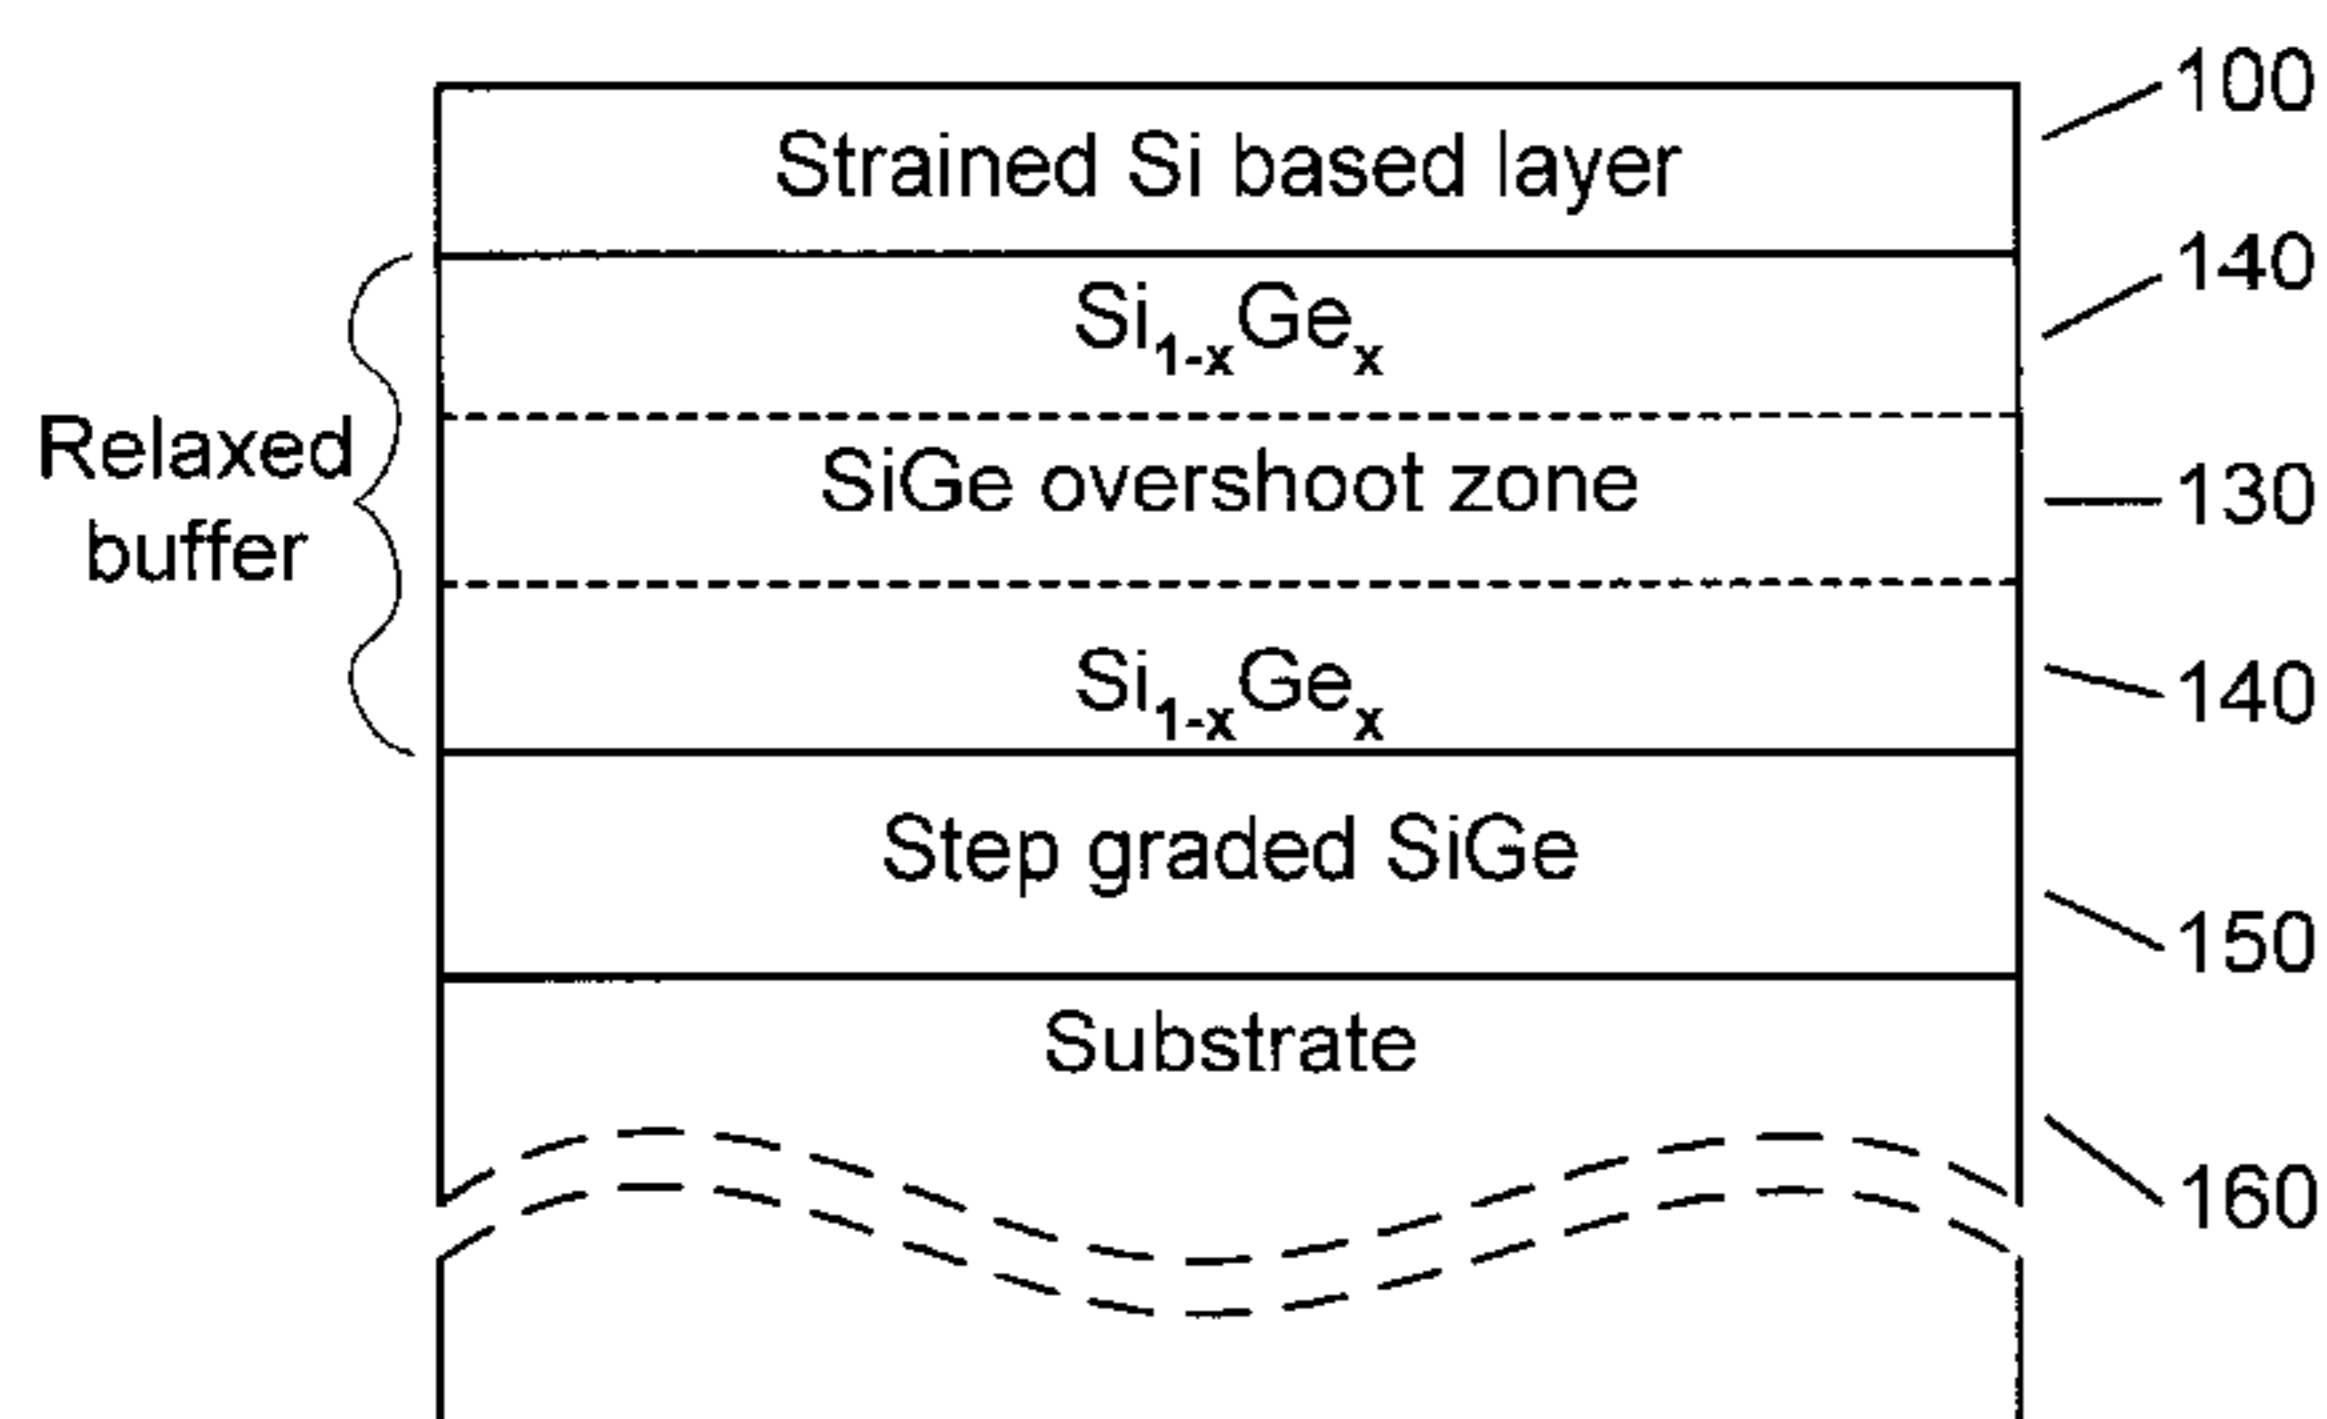 Strained Si based layer
100
Si1-xGex
140
Relaxed
buffer
SiGe overshoot zone
130
Si1-xGex
140
Step graded SiGe
150
Substrate
160